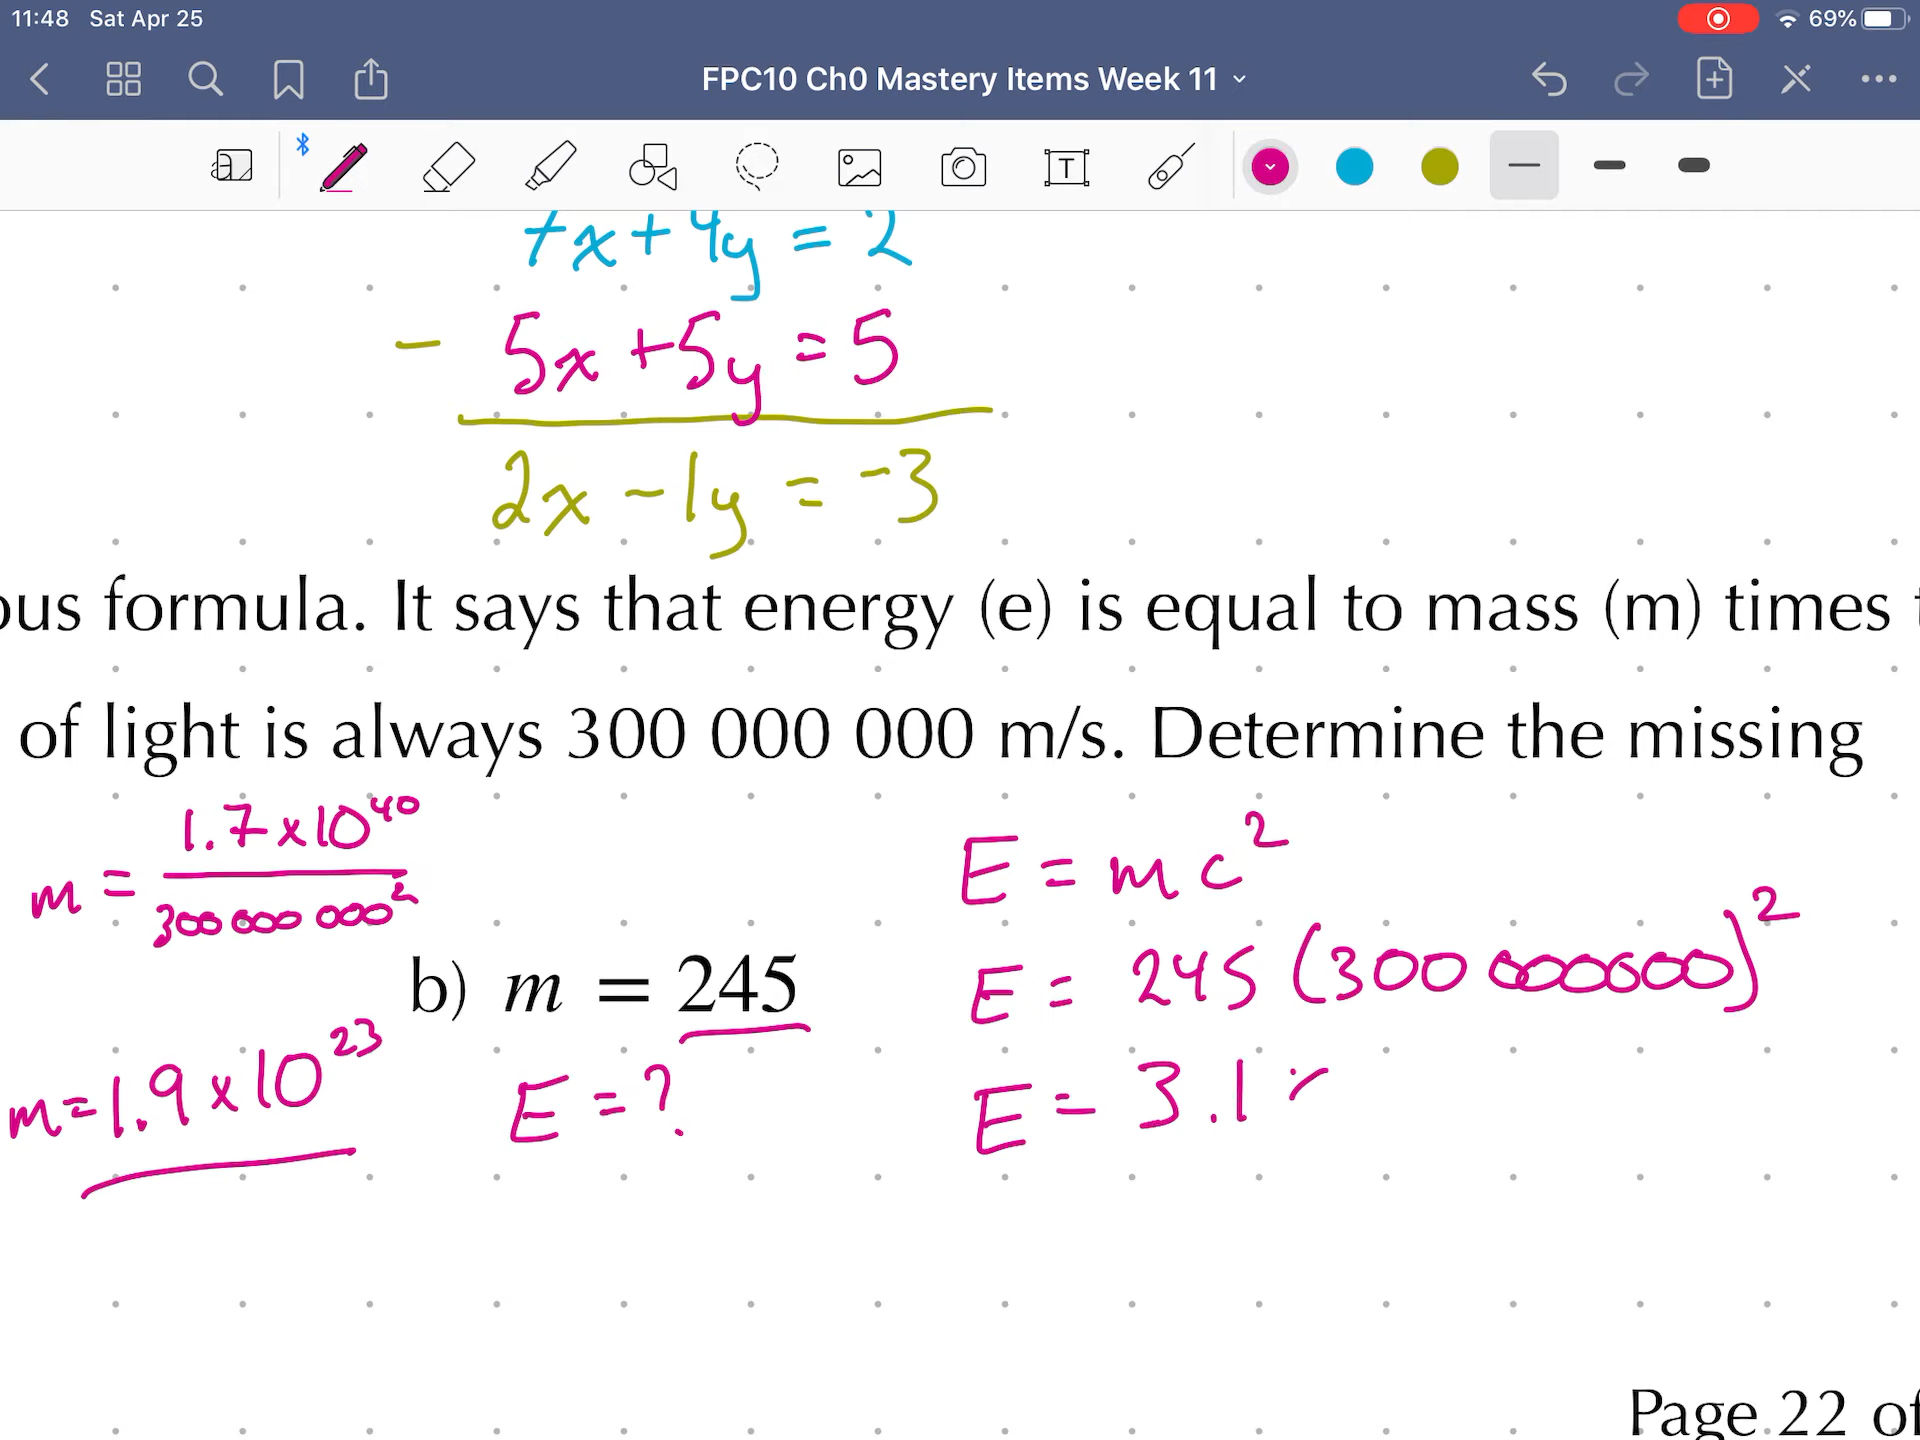 11:48 Sat Apr 25 69%
FPC10 Ch0 Mastery Items Week 11
T
7x + 4y = 2
- 5x + 5y = 5
2x - 1y = -3
ous formula. It says that energy (e) is equal to mass (m) times
of light is always 300 000 000 m/s. Determine the missing
m = 1.7 x 10^40 / 300 000 000^2
m = 1.9 x 10^23
b) m = 245
E = ?
E = mc^2
E = 245 (300 000000)^2
E = 3.1
Page 22 of